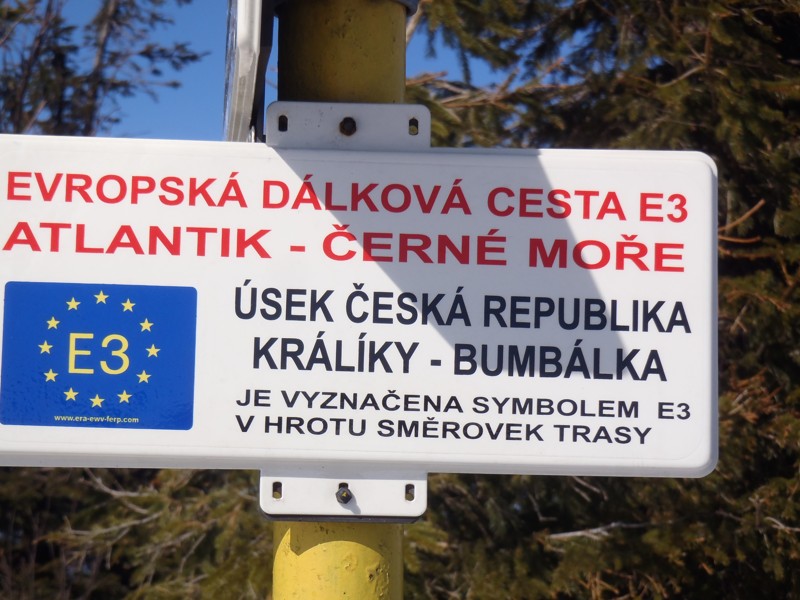 EVROPSKÁ DÁLKOVÁ CESTA E3
ATLANTIK - ČERNÉ MOŘE
ÚSEK ČESKÁ REPUBLIKA
KRÁLÍKY - BUMBÁLKA
JE VYZNAČENA SYMBOLEM E3
V HROTU SMĚROVEK TRASY
E3
www.era-ewv-ferp.com